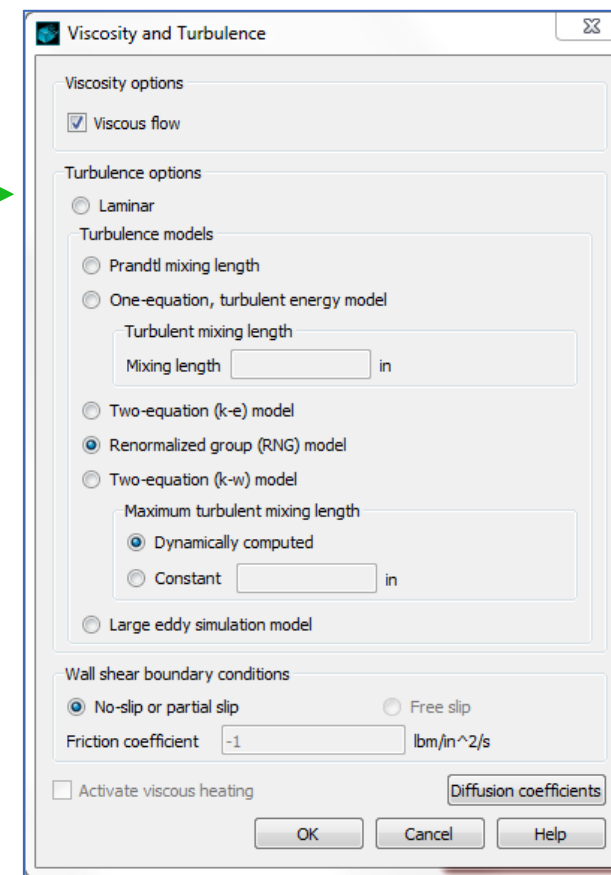 Viscosity and Turbulence
Viscosity options
Viscous flow
Turbulence options
Laminar
Turbulence models
Prandtl mixing length
One-equation, turbulent energy model
Turbulent mixing length
Mixing length in
Two-equation (k-e) model
Renormalized group (RNG) model
Two-equation (k-w) model
Maximum turbulent mixing length
Dynamically computed
Constant in
Large eddy simulation model
Wall shear boundary conditions
No-slip or partial slip Free slip
Friction coefficient -1 lbm/in^2/s
Activate viscous heating Diffusion coefficients
OK Cancel Help